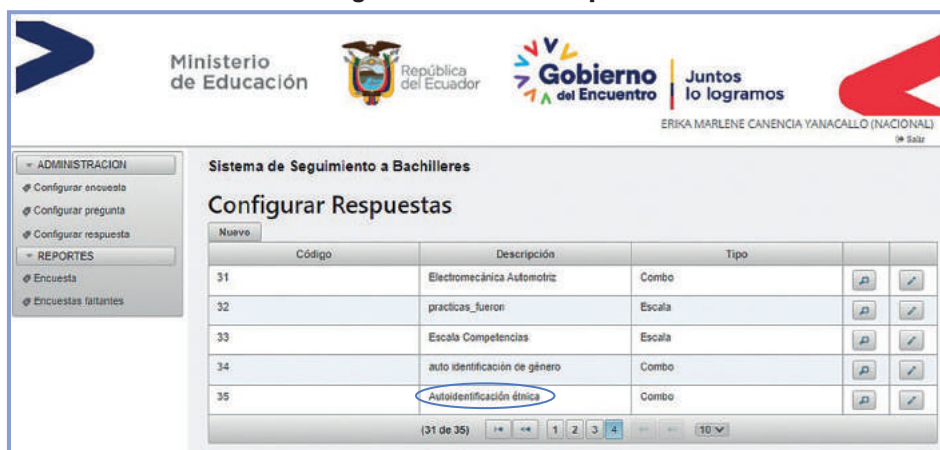 Ministerio
de Educación
República
del Ecuador
Gobierno
del Encuentro
Juntos
lo logramos
ERIKA MARLENE CANENCIA YANACALLO (NACIONAL)
Salir
ADMINISTRACION
Configurar encuesta
Configurar pregunta
Configurar respuesta
REPORTES
Encuesta
Encuestas faltantes
Sistema de Seguimiento a Bachilleres
Configurar Respuestas
Nuevo
Código Descripción Tipo
31 Electromecánica Automotriz Combo
32 practicas_fueron Escala
33 Escala Competencias Escala
34 auto identificación de género Combo
35 Autoidentificación étnica Combo
(31 de 35) 1 2 3 4 10